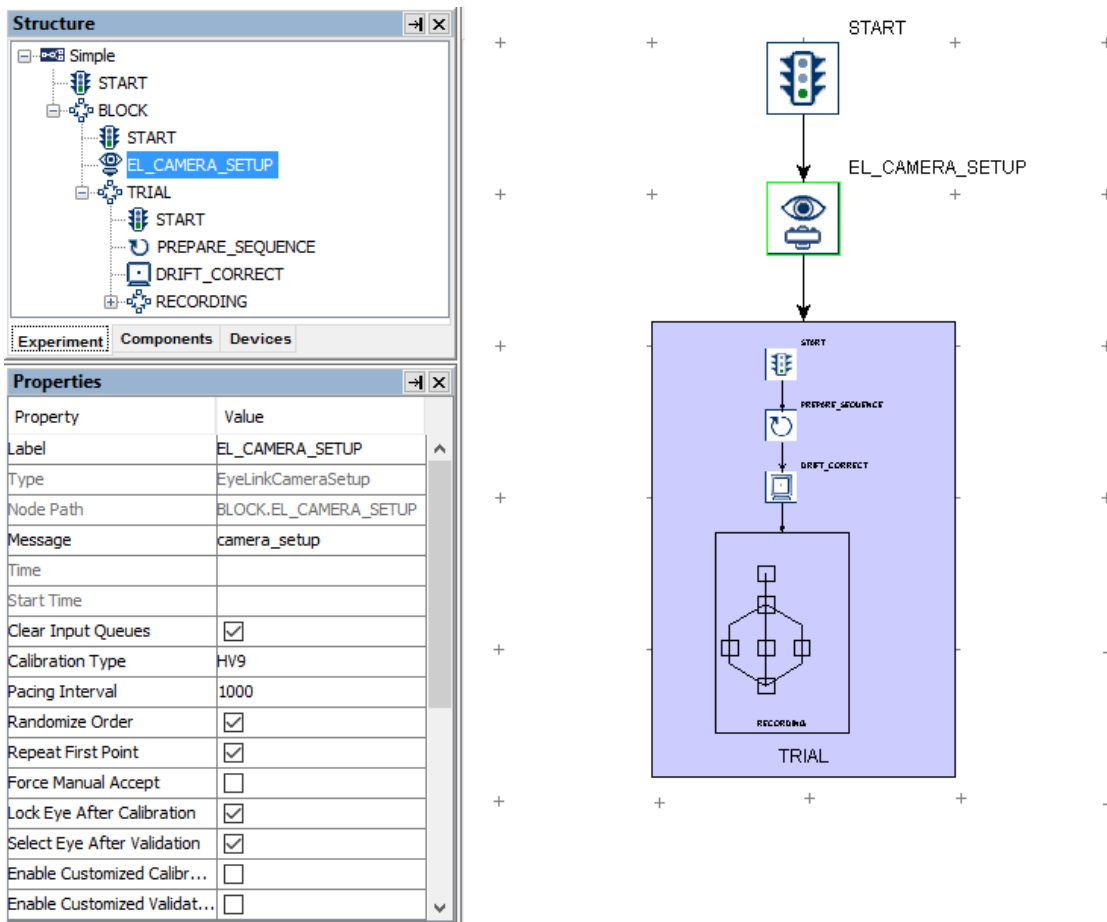 Structure
Simple
START
BLOCK
START
EL_CAMERA_SETUP
TRIAL
START
PREPARE_SEQUENCE
DRIFT_CORRECT
RECORDING
Experiment Components Devices
Properties
Property Value
Label EL_CAMERA_SETUP
Type EyeLinkCameraSetup
Node Path BLOCK.EL_CAMERA_SETUP
Message camera_setup
Time
Start Time
Clear Input Queues
Calibration Type HV9
Pacing Interval 1000
Randomize Order
Repeat First Point
Force Manual Accept
Lock Eye After Calibration
Select Eye After Validation
Enable Customized Calibr...
Enable Customized Validat...
START
EL_CAMERA_SETUP
START
PREPARE_SEQUENCE
DRIFT_CORRECT
RECORDING
TRIAL